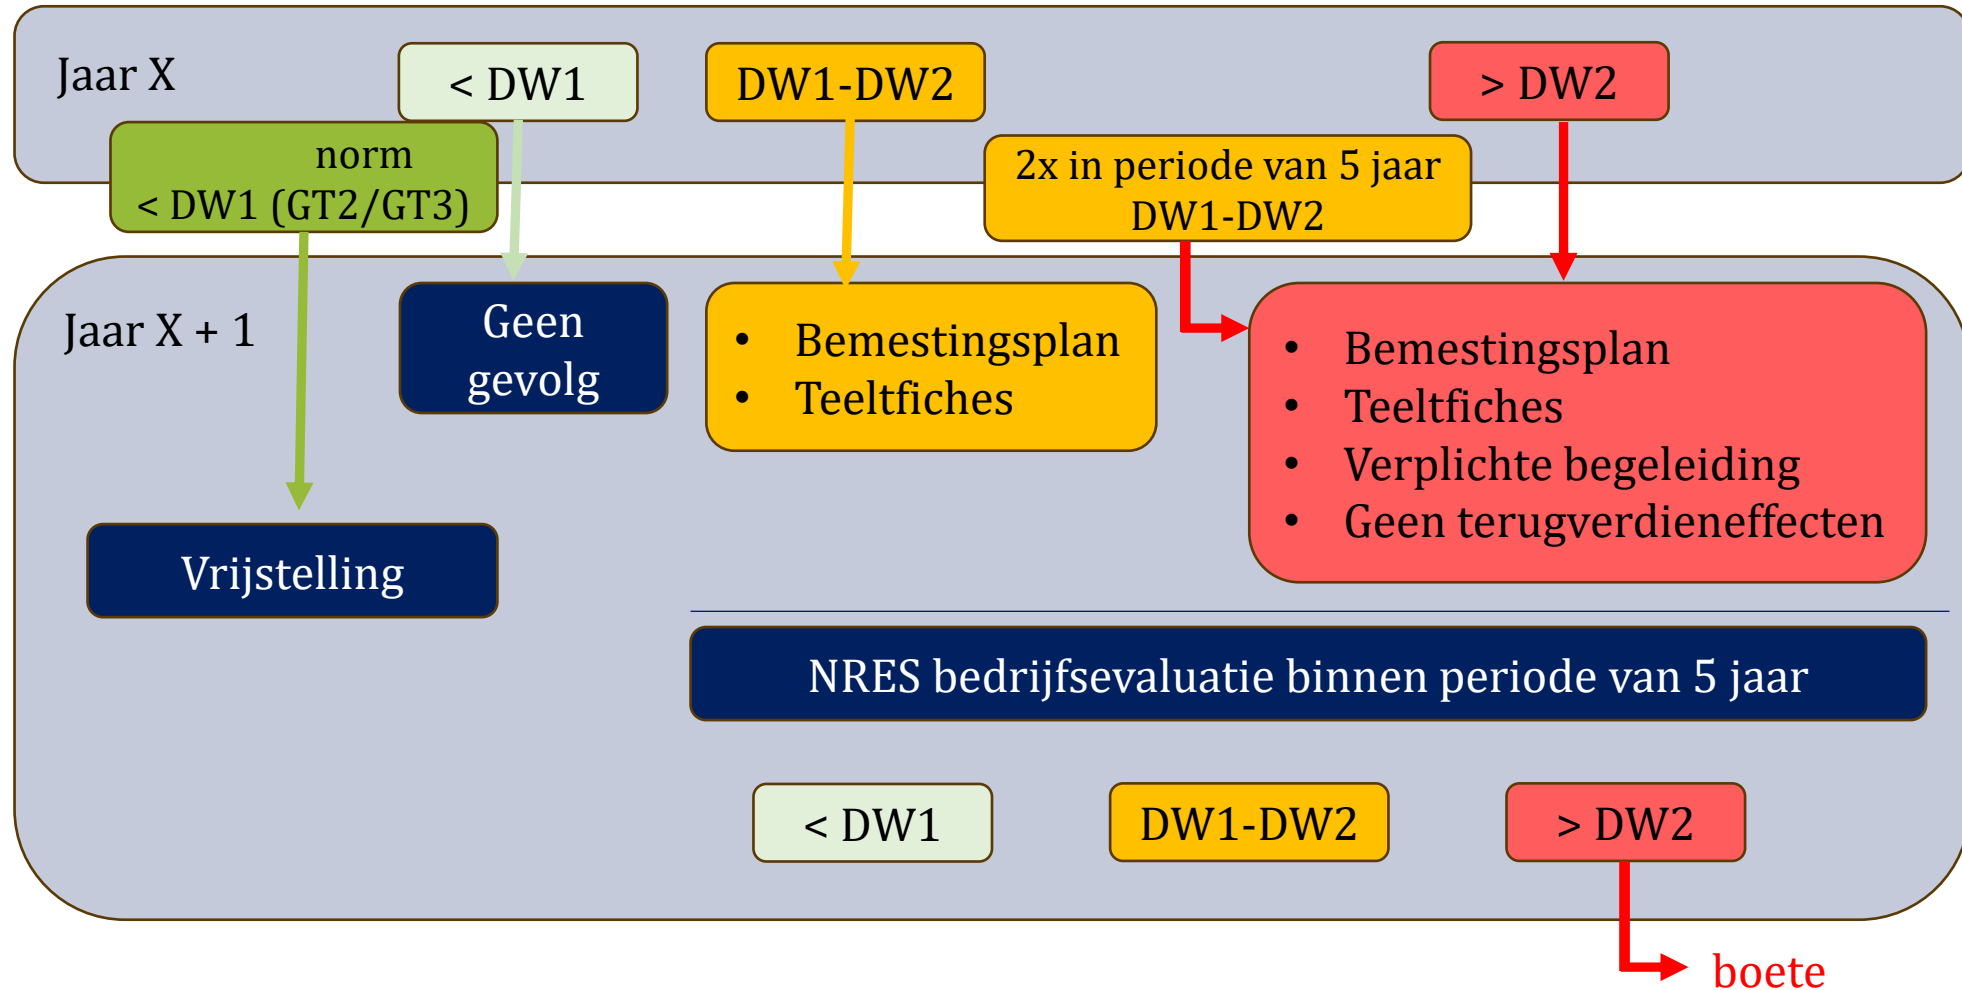 Jaar X
< DW1
DW1-DW2
> DW2
norm
< DW1 (GT2/GT3)
2x in periode van 5 jaar
DW1-DW2
Jaar X + 1
Geen
gevolg
• Bemestingsplan
• Teeltfiches
• Bemestingsplan
• Teeltfiches
• Verplichte begeleiding
• Geen terugverdieneffecten
Vrijstelling
NRES bedrijfsevaluatie binnen periode van 5 jaar
< DW1
DW1-DW2
> DW2
boete